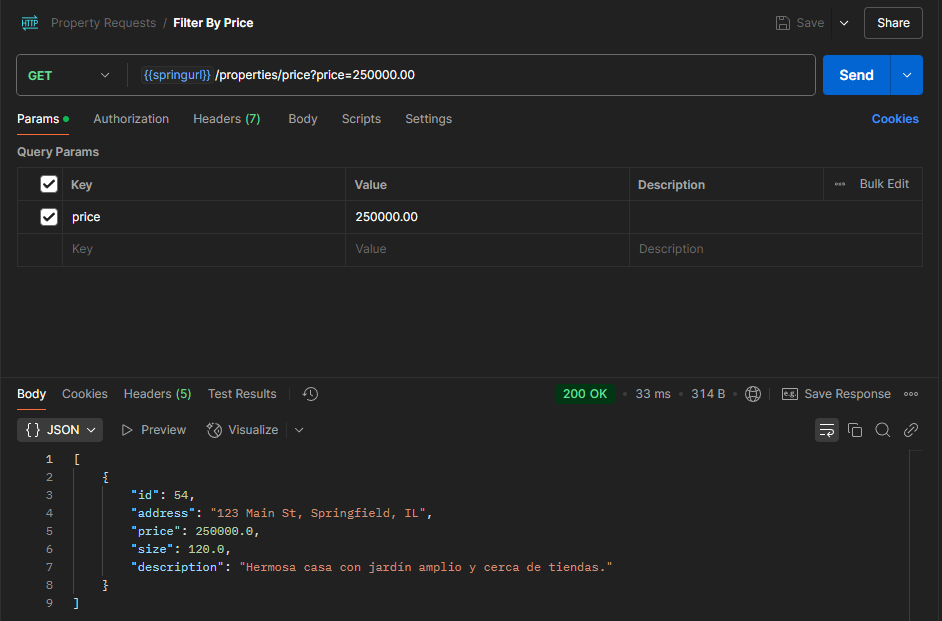 HTTP Property Requests / Filter By Price Save Share
GET {{springurl}} /properties/price?price=250000.00 Send
Params Authorization Headers (7) Body Scripts Settings Cookies
Query Params
Key Value Description Bulk Edit
price 250000.00
Key Value Description
Body Cookies Headers (5) Test Results 200 OK • 33 ms • 314 B • e.g. Save Response
{} JSON Preview Visualize
1 [
2 {
3 "id": 54,
4 "address": "123 Main St, Springfield, IL",
5 "price": 250000.0,
6 "size": 120.0,
7 "description": "Hermosa casa con jardín amplio y cerca de tiendas."
8 }
9 ]